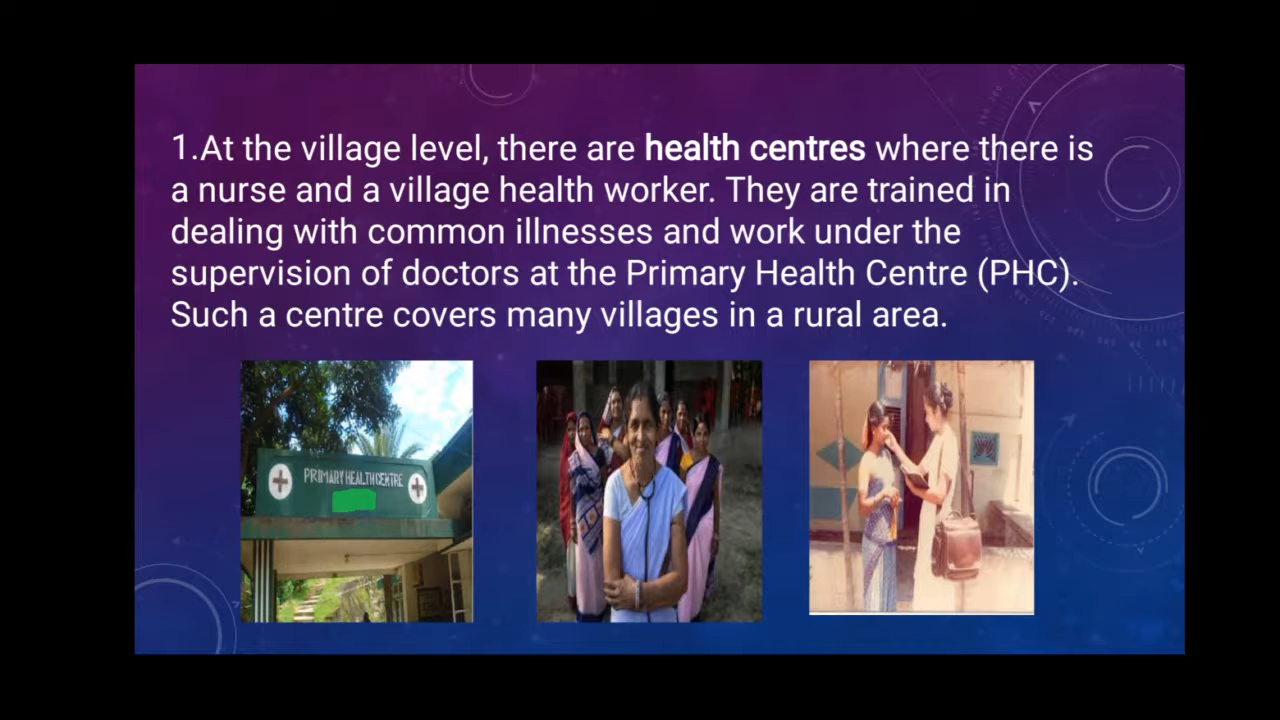 1.At the village level, there are health centres where there is
a nurse and a village health worker. They are trained in
dealing with common illnesses and work under the
supervision of doctors at the Primary Health Centre (PHC).
Such a centre covers many villages in a rural area.
PRIMARY HEALTH CENTRE